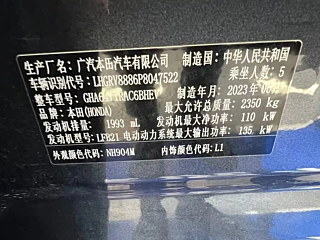 生产厂名：广汽本田汽车有限公司 制造国：中华人民共和国
车辆识别代号：LHGRV8886P8047522 乘坐人数：5
整车型号： 制造年月：2023年
品牌：本田(HONDA) 最大允许总质量：2350 kg
发动机排量：1993 mL 发动机最大净功率：110 kW
发动机型号：LFB21 电动动力系统最大输出功率：135 kW
外观颜色代码：NH904M 内饰颜色代码：L1